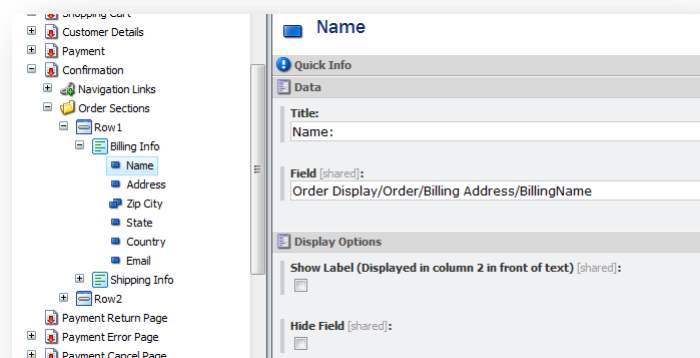 Shopping Cart
Customer Details
Payment
Confirmation
Navigation Links
Order Sections
Row1
Billing Info
Name
Address
Zip City
State
Country
Email
Shipping Info
Row2
Payment Return Page
Payment Error Page
Payment Cancel Page
Name
Quick Info
Data
Title:
Name:
Field [shared]:
Order Display/Order/Billing Address/BillingName
Display Options
Show Label (Displayed in column 2 in front of text) [shared]:
Hide Field [shared]: